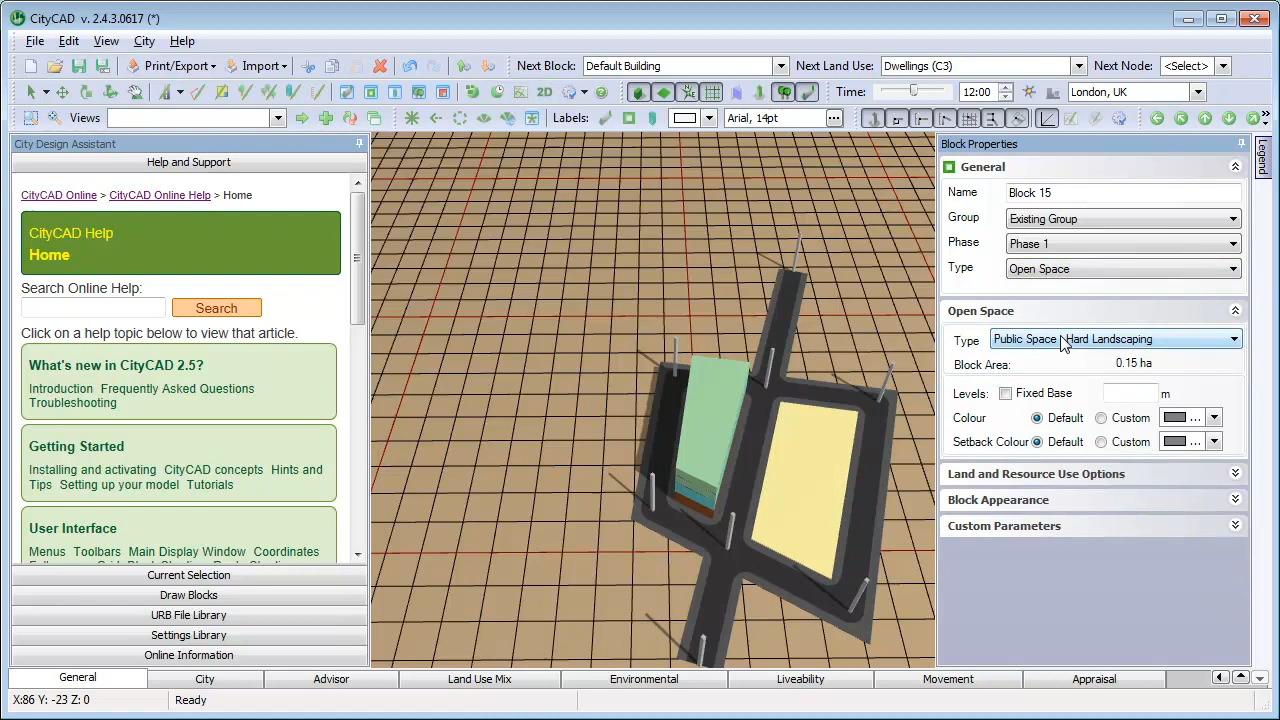 CityCAD v. 2.4.3.0617 (*)
File Edit View City Help
Print/Export Import Next Block: Default Building Next Land Use: Dwellings (C3) Next Node: <Select>
2D Time: 12:00 London, UK
Views Labels: Arial, 14pt ...
City Design Assistant
Help and Support
CityCAD Online > CityCAD Online Help > Home
CityCAD Help
Home
Search Online Help:
Search
Click on a help topic below to view that article.
What's new in CityCAD 2.5?
Introduction Frequently Asked Questions
Troubleshooting
Getting Started
Installing and activating CityCAD concepts Hints and
Tips Setting up your model Tutorials
User Interface
Menus Toolbars Main Display Window Coordinates
Current Selection
Draw Blocks
URB File Library
Settings Library
Online Information
Block Properties
General
Name Block 15
Group Existing Group
Phase Phase 1
Type Open Space
Open Space
Type Public Space Hard Landscaping
Block Area: 0.15 ha
Levels: Fixed Base m
Colour Default Custom ...
Setback Colour Default Custom ...
Land and Resource Use Options
Block Appearance
Custom Parameters
Legend
General City Advisor Land Use Mix Environmental Liveability Movement Appraisal
X:86 Y: -23 Z: 0 Ready